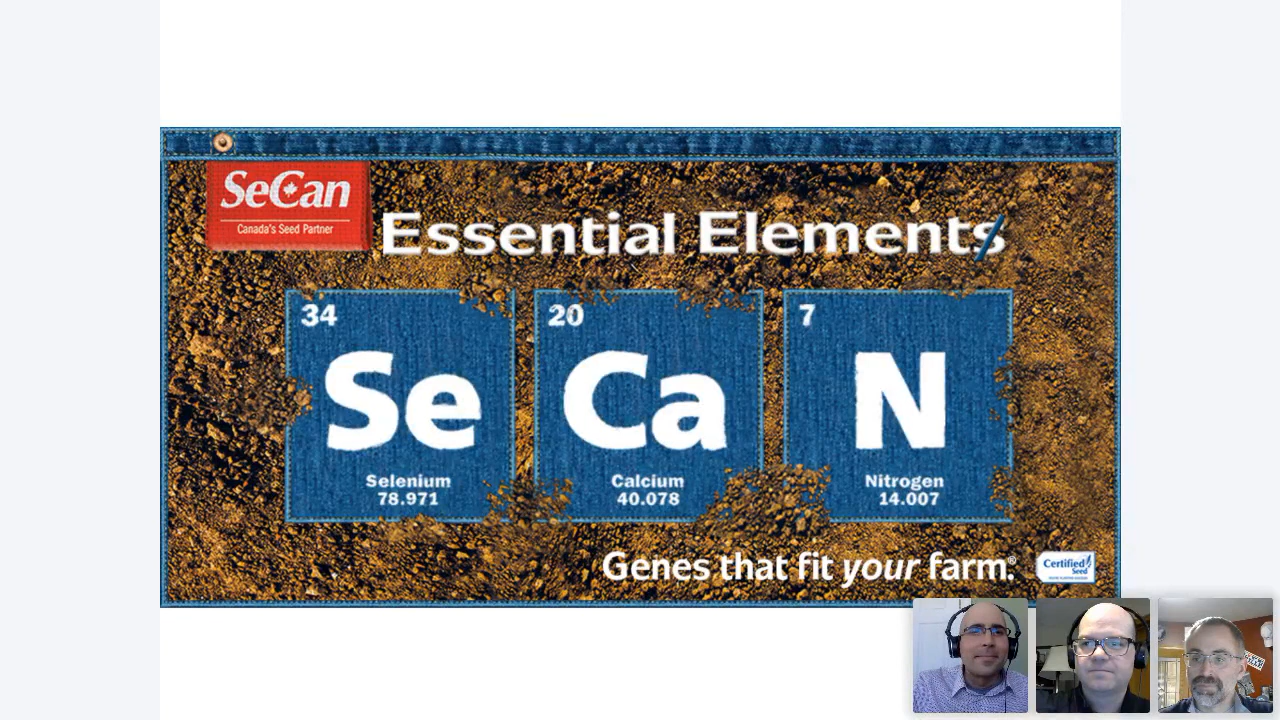 SeCan
Canada's Seed Partner
Essential Elements
34
Se
Selenium
78.971
20
Ca
Calcium
40.078
7
N
Nitrogen
14.007
Genes that fit your farm.®
Certified
Seed